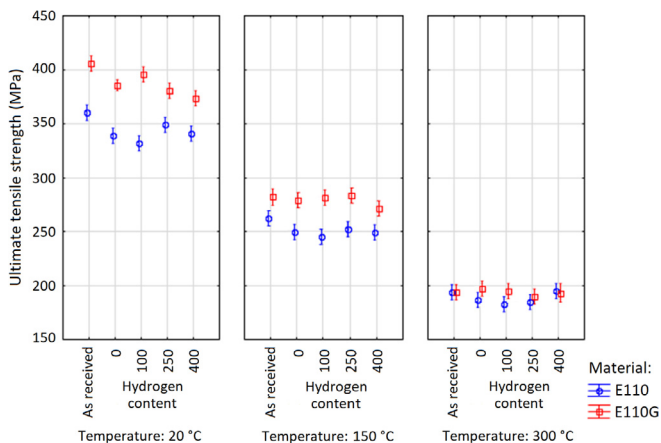 Ultimate tensile strength (MPa)
450
400
350
300
250
200
150
As received
0
100
250
400
Hydrogen
content
Temperature: 20 °C
As received
0
100
250
400
Hydrogen
content
Temperature: 150 °C
As received
0
100
250
400
Hydrogen
content
Temperature: 300 °C
Material:
E110
E110G